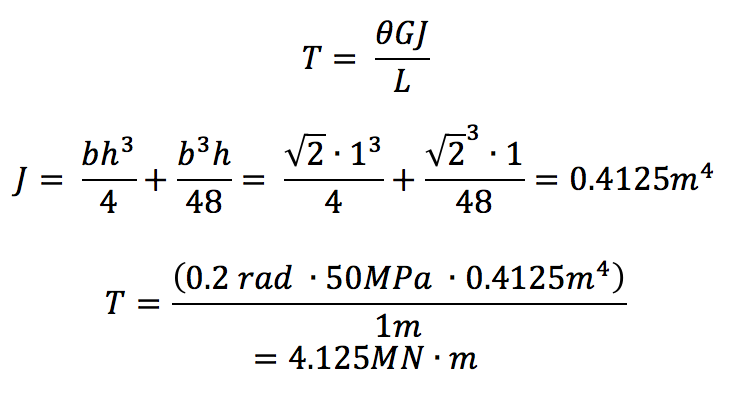 T = θGJ / L
J = bh³/4 + b³h/48 = √2 · 1³/4 + √2³ · 1/48 = 0.4125m⁴
T = (0.2 rad · 50MPa · 0.4125m⁴) / 1m
= 4.125MN · m